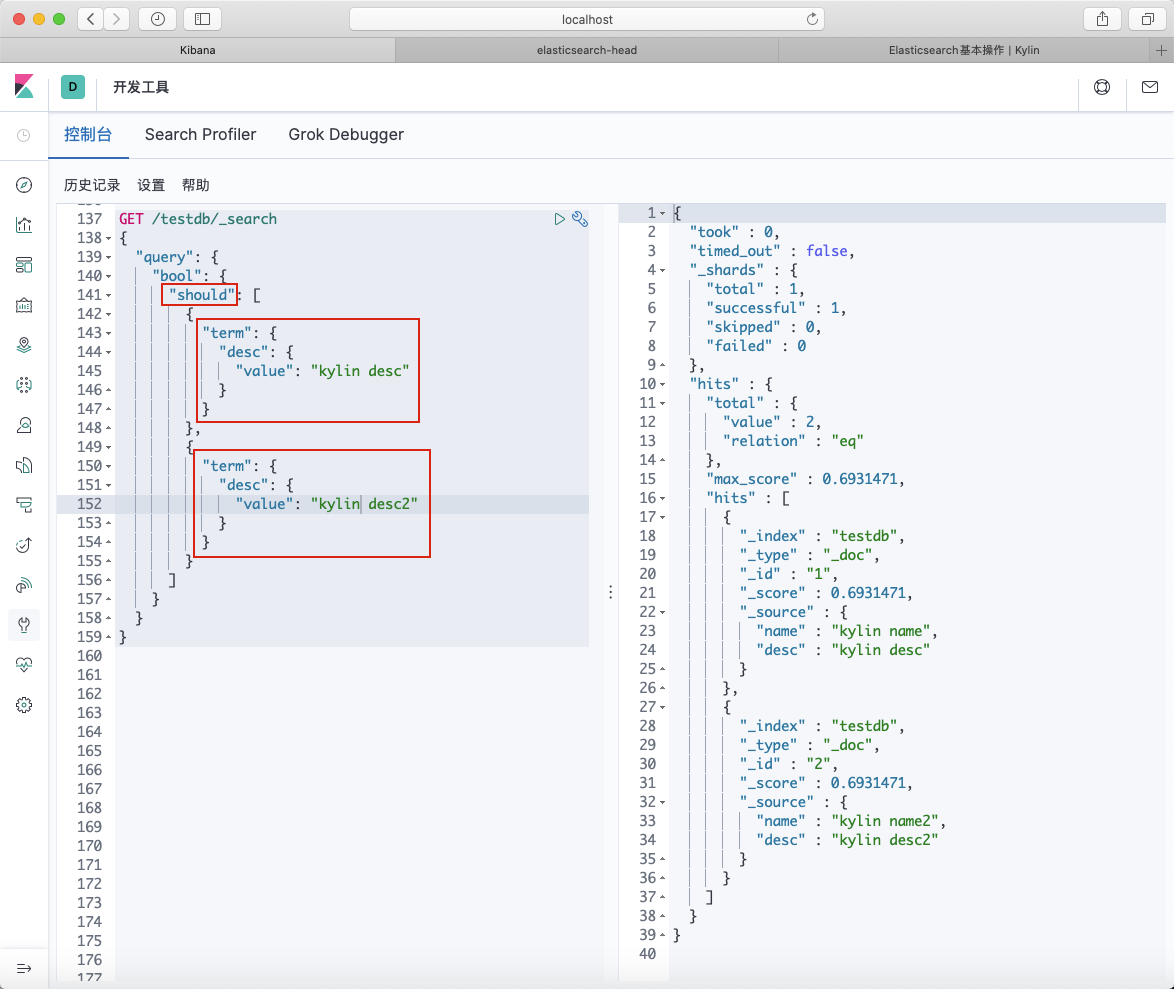 localhost
Kibana
elasticsearch-head
Elasticsearch基本操作 | Kylin
D
开发工具
控制台
Search Profiler
Grok Debugger
历史记录
设置
帮助
137 GET /testdb/_search
138 {
139 "query": {
140 "bool": {
141 "should": [
142 {
143 "term": {
144 "desc": {
145 "value": "kylin desc"
146 }
147 }
148 },
149 {
150 "term": {
151 "desc": {
152 "value": "kylin desc2"
153 }
154 }
155 }
156 ]
157 }
158 }
159 }
160
161
162
163
164
165
166
167
168
169
170
171
172
173
174
175
176
177
1 {
2 "took" : 0,
3 "timed_out" : false,
4 "_shards" : {
5 "total" : 1,
6 "successful" : 1,
7 "skipped" : 0,
8 "failed" : 0
9 },
10 "hits" : {
11 "total" : {
12 "value" : 2,
13 "relation" : "eq"
14 },
15 "max_score" : 0.6931471,
16 "hits" : [
17 {
18 "_index" : "testdb",
19 "_type" : "_doc",
20 "_id" : "1",
21 "_score" : 0.6931471,
22 "_source" : {
23 "name" : "kylin name",
24 "desc" : "kylin desc"
25 }
26 },
27 {
28 "_index" : "testdb",
29 "_type" : "_doc",
30 "_id" : "2",
31 "_score" : 0.6931471,
32 "_source" : {
33 "name" : "kylin name2",
34 "desc" : "kylin desc2"
35 }
36 }
37 ]
38 }
39 }
40